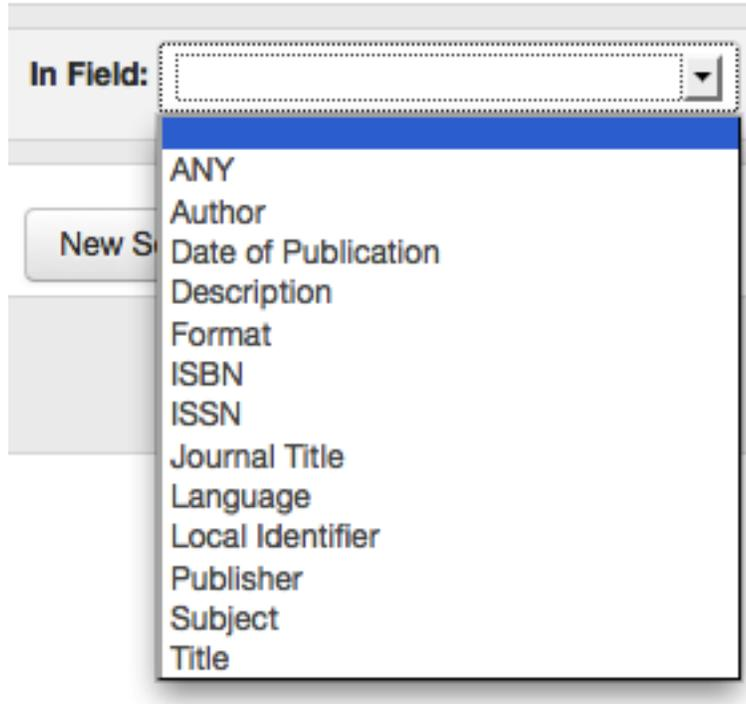 In Field:
ANY
Author
New S
Date of Publication
Description
Format
ISBN
ISSN
Journal Title
Language
Local Identifier
Publisher
Subject
Title